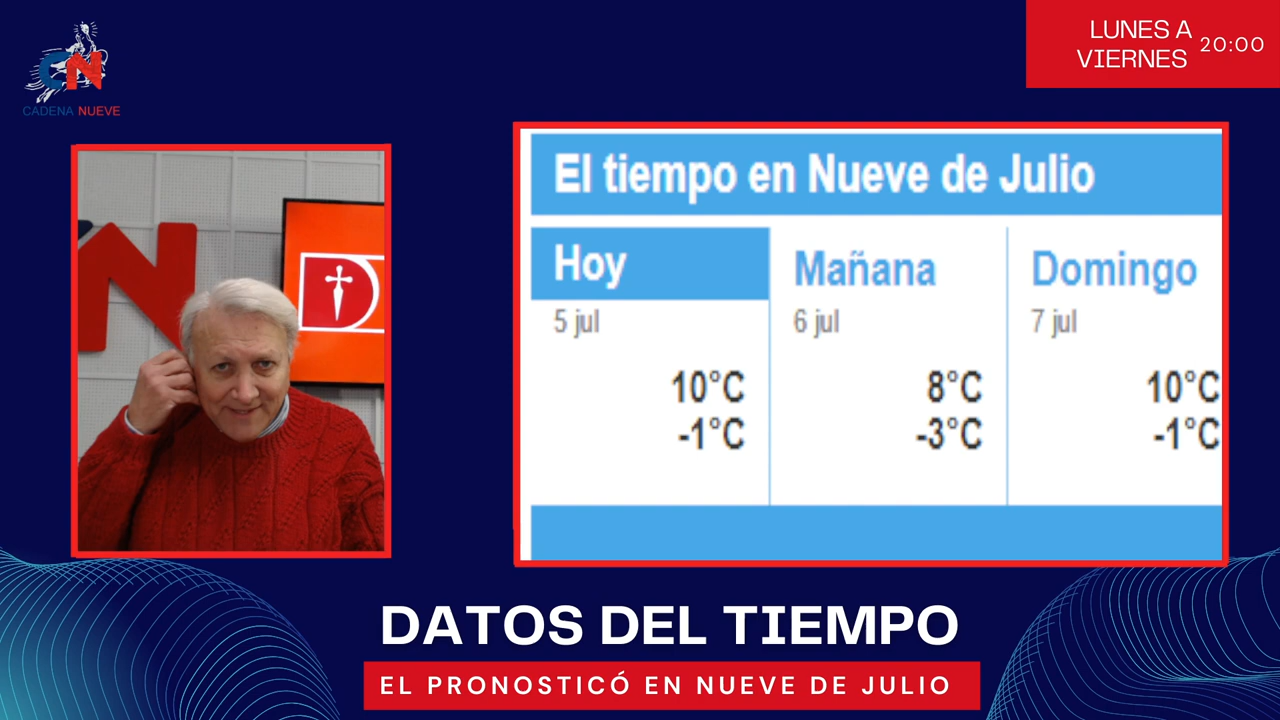 LUNES A
VIERNES
20:00
CN
CADENA NUEVE
N
D
El tiempo en Nueve de Julio
Hoy
Mañana
Domingo
5 jul
6 jul
7 jul
10°C
8°C
10°C
-1°C
-3°C
-1°C
DATOS DEL TIEMPO
EL PRONOSTICÓ EN NUEVE DE JULIO